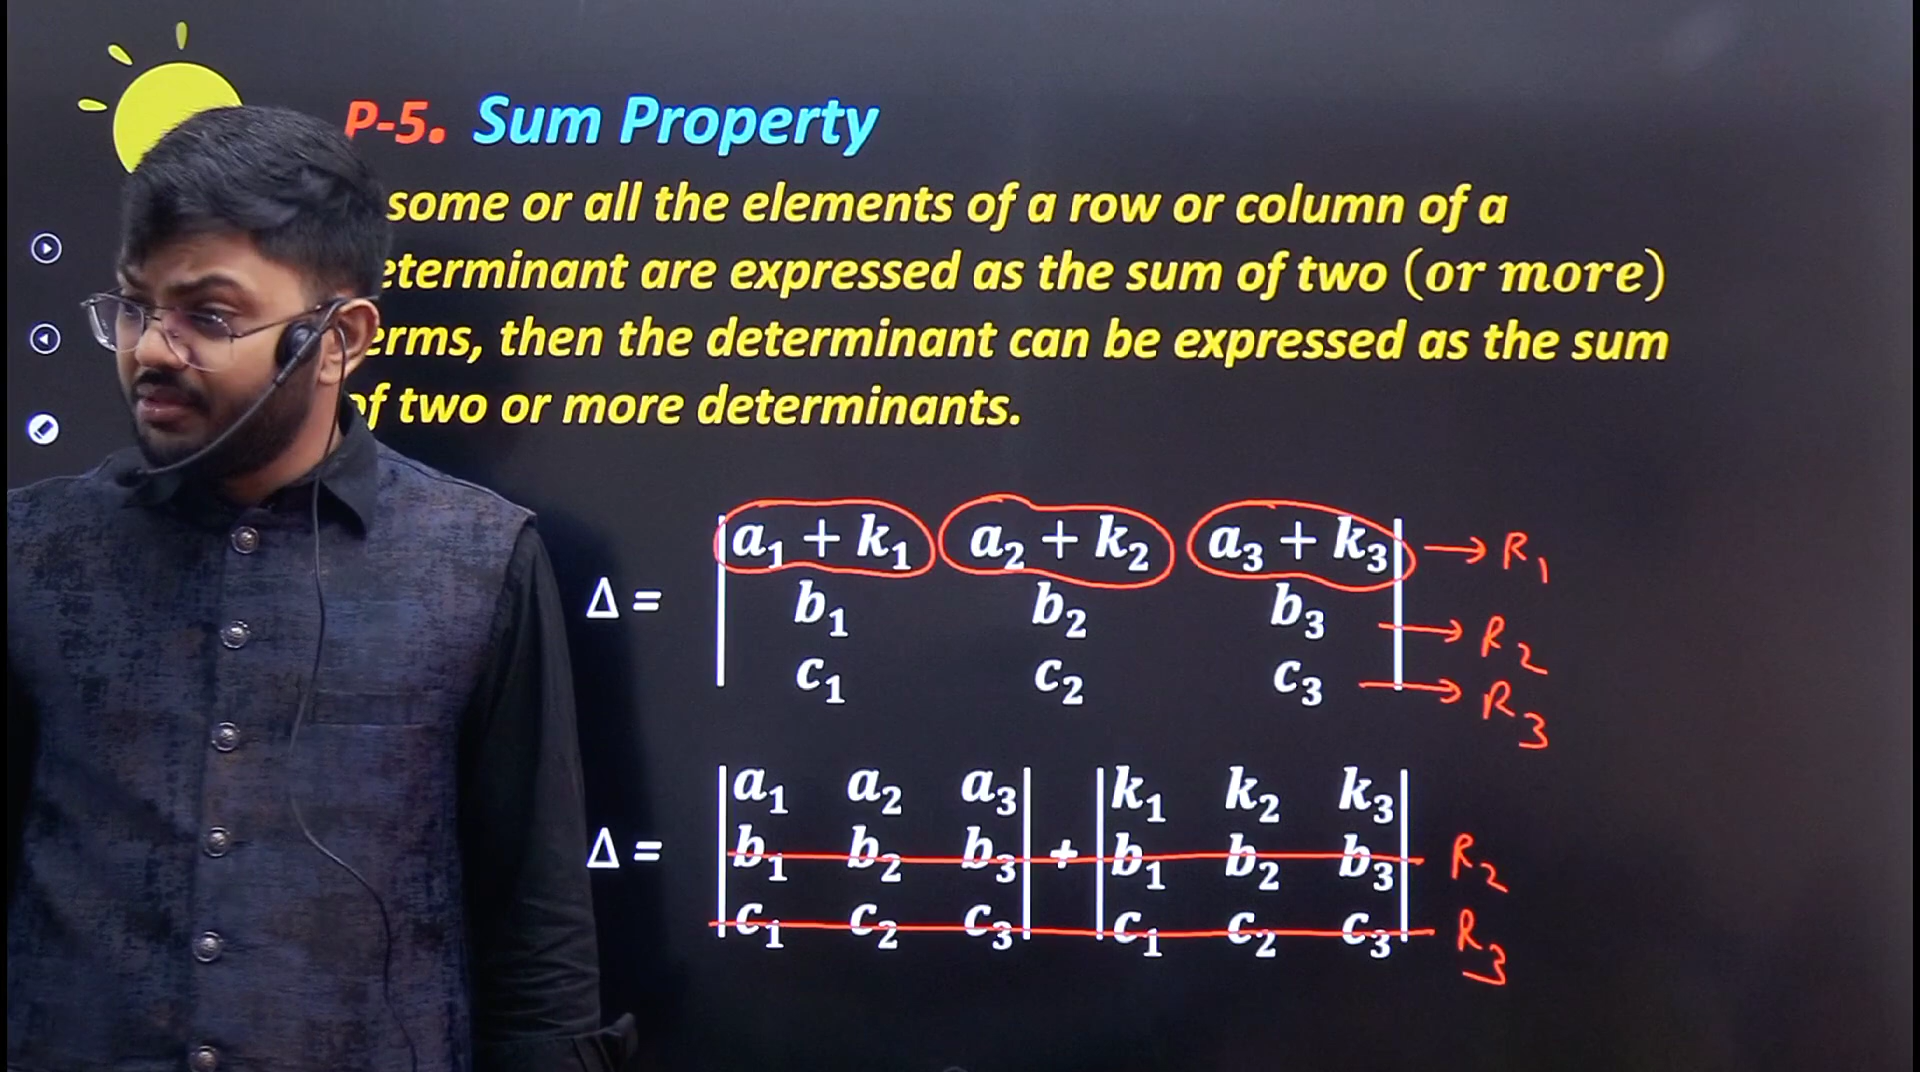 P-5. Sum Property
some or all the elements of a row or column of a
eterminant are expressed as the sum of two (or more)
erms, then the determinant can be expressed as the sum
of two or more determinants.
Δ =
a₁ + k₁ a₂ + k₂ a₃ + k₃ → R₁
b₁ b₂ b₃ → R₂
c₁ c₂ c₃ → R₃
Δ =
a₁ a₂ a₃ k₁ k₂ k₃
b₁ b₂ b₃ + b₁ b₂ b₃ R₂
c₁ c₂ c₃ c₁ c₂ c₃ R₃